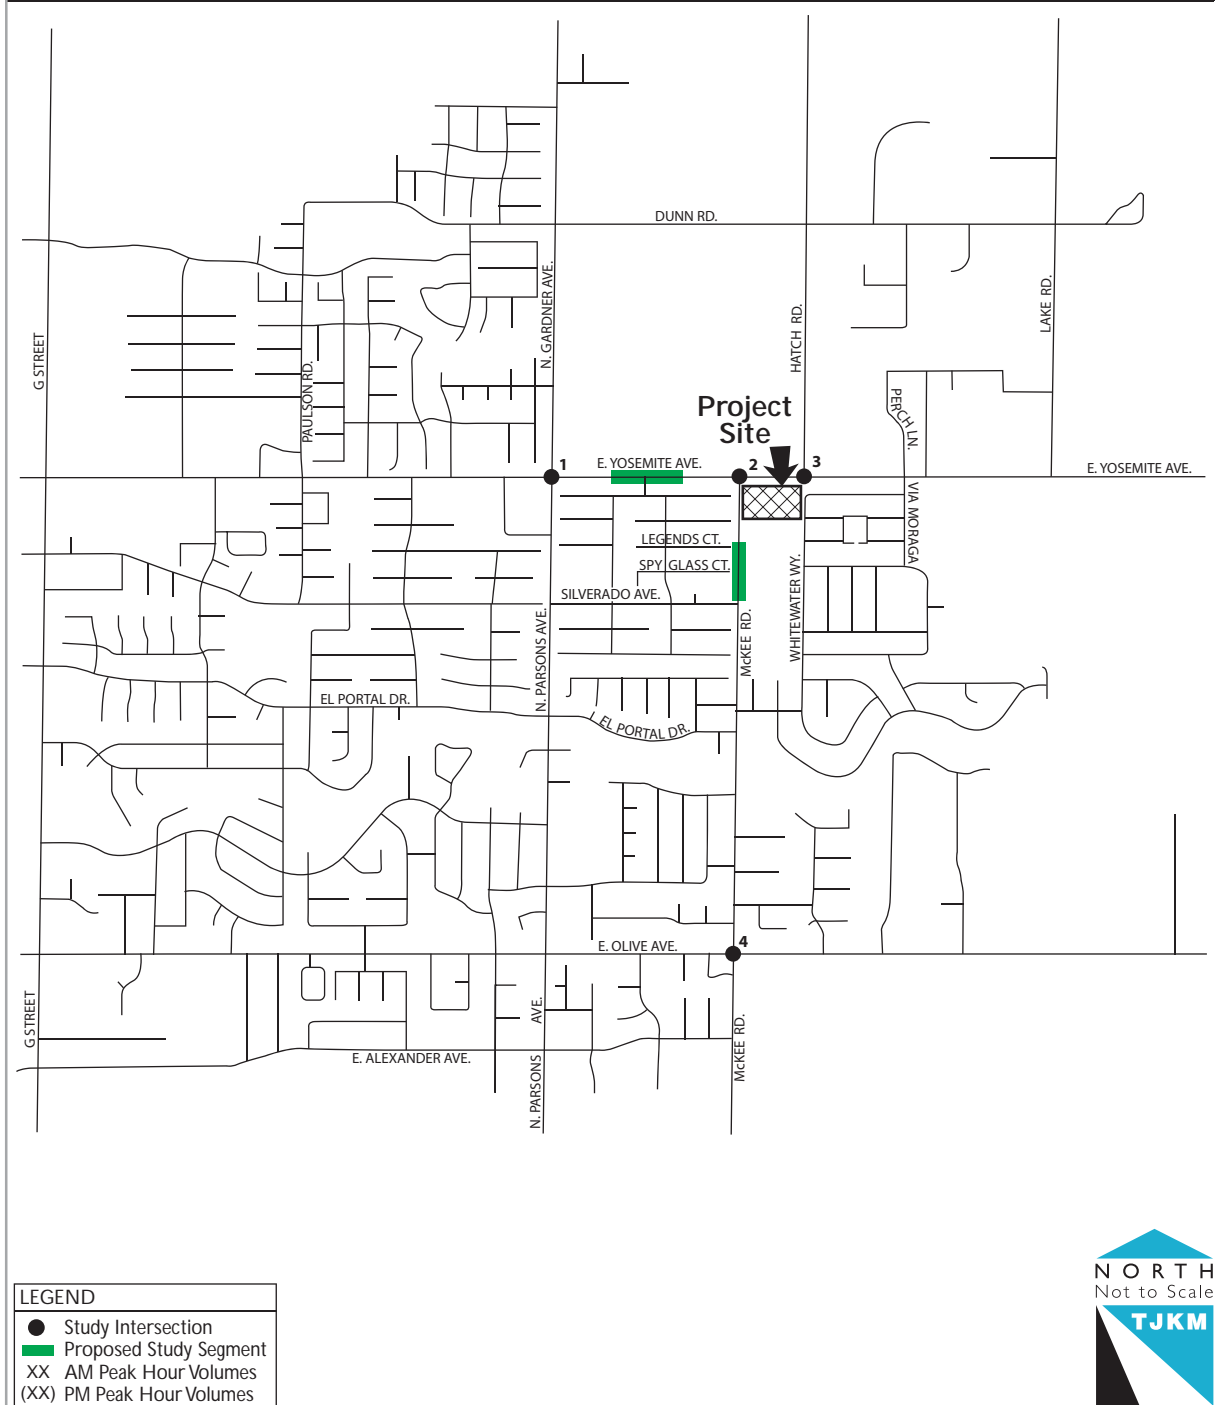 DUNN RD.
N. GARDNER AVE.
HATCH RD.
LAKE RD.
G STREET
PAULSON RD.
PERCH LN.
Project
Site
1
E. YOSEMITE AVE.
2
3
E. YOSEMITE AVE.
VIA MORAGA
LEGENDS CT.
SPY GLASS CT.
SILVERADO AVE.
N. PARSONS AVE.
McKEE RD.
WHITEWATER WY.
EL PORTAL DR.
EL PORTAL DR.
E. OLIVE AVE.
4
G STREET
N. PARSONS AVE.
McKEE RD.
E. ALEXANDER AVE.
NORTH
Not to Scale
TJKM
LEGEND
Study Intersection
Proposed Study Segment
XX AM Peak Hour Volumes
(XX) PM Peak Hour Volumes